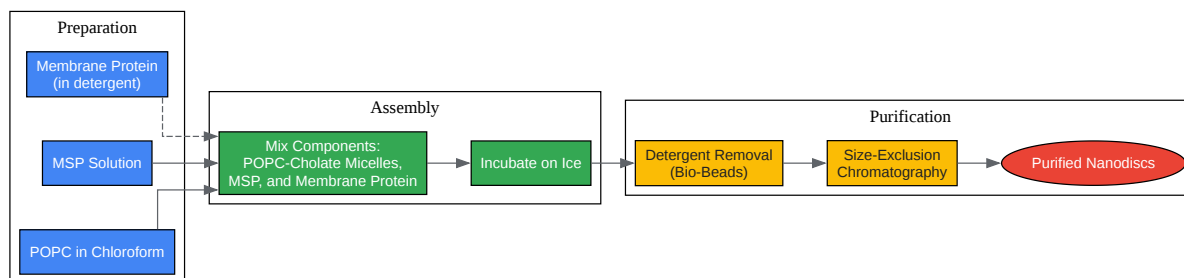 Preparation
Membrane Protein
(in detergent)
MSP Solution
POPC in Chloroform
Assembly
Mix Components:
POPC-Cholate Micelles,
MSP, and Membrane Protein
Incubate on Ice
Purification
Detergent Removal
(Bio-Beads)
Size-Exclusion
Chromatography
Purified Nanodiscs